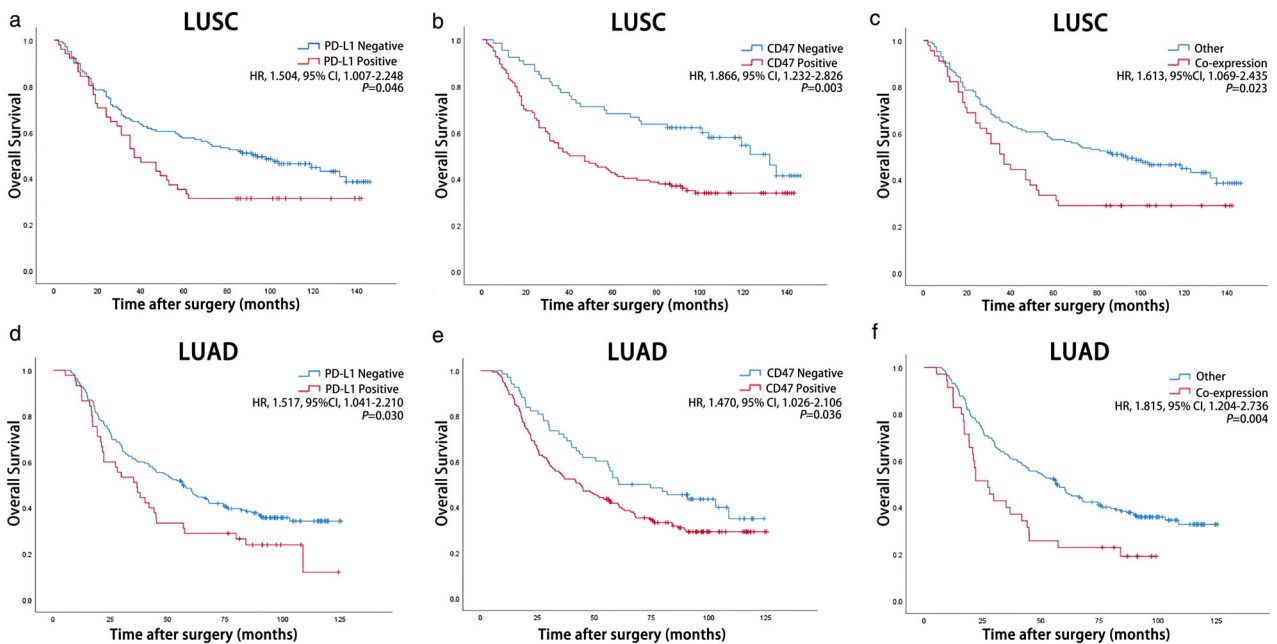 a
LUSC
PD-L1 Negative
PD-L1 Positive
HR, 1.504, 95% CI, 1.007-2.248
P=0.046
Overall Survival
1.0
0.8
0.6
0.4
0.2
0.0
0 20 40 60 80 100 120 140
Time after surgery (months)
b
LUSC
CD47 Negative
CD47 Positive
HR, 1.866, 95% CI, 1.232-2.826
P=0.003
Overall Survival
1.0
0.8
0.6
0.4
0.2
0.0
0 20 40 60 80 100 120 140
Time after surgery (months)
c
LUSC
Other
Co-expression
HR, 1.613, 95%CI, 1.069-2.435
P=0.023
Overall Survival
1.0
0.8
0.6
0.4
0.2
0.0
0 20 40 60 80 100 120 140
Time after surgery (months)
d
LUAD
PD-L1 Negative
PD-L1 Positive
HR, 1.517, 95%CI, 1.041-2.210
P=0.030
Overall Survival
1.0
0.8
0.6
0.4
0.2
0.0
0 25 50 75 100 125
Time after surgery (months)
e
LUAD
CD47 Negative
CD47 Positive
HR, 1.470, 95% CI, 1.026-2.106
P=0.036
Overall Survival
1.0
0.8
0.6
0.4
0.2
0.0
0 25 50 75 100 125
Time after surgery (months)
f
LUAD
Other
Co-expression
HR, 1.815, 95% CI, 1.204-2.736
P=0.004
Overall Survival
1.0
0.8
0.6
0.4
0.2
0.0
0 25 50 75 100 125
Time after surgery (months)